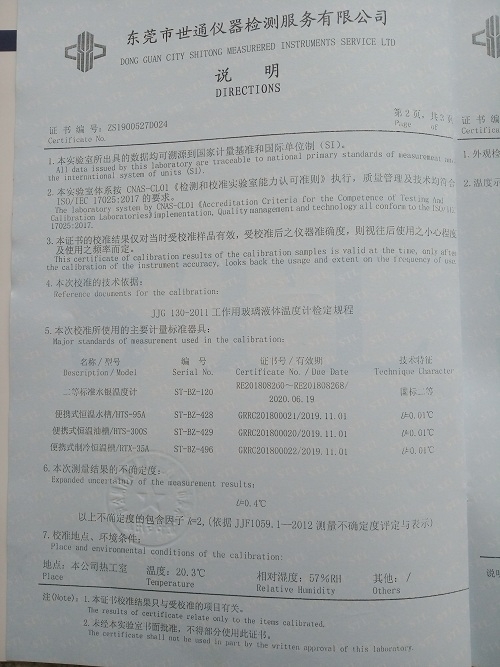 东莞市世通仪器检测服务有限公司
DONG GUAN CITY SHITONG MEASURERED INSTRUMENTS SERVICE LTD
说 明
DIRECTIONS
证 书 编 号: ZS19005270024
Certificate No.
第 2 页, 共 2
Page of
1. 本实验室所出具的数据均可溯源到国家计量基准和国际单位制 (SI)。
All data issued by this laboratory are traceable to national primary standards of measurement and
the international system of units (SI).
2. 本实验室体系按 CNAS-CL01《检测和校准实验室能力认可准则》执行, 质量管理及技术均符合
ISO/IEC 17025:2017 的要求。
The laboratory system by CNAS-CL01 《Accreditation Criteria for the Competence of Testing And
Calibration Laboratories》implementation, Quality management and technology all conform to the ISO/IEC
17025:2017.
3. 本证书的校准结果仅对当时受校样品有效, 受校准后之仪器准确度, 则视往后使用之小心程度
及使用之频率而定。
This certificate of calibration results of the calibration samples is valid at the time, only after
the calibration of the instrument accuracy, looks back the usage and extent on the frequency of use.
4. 本次校准的技术依据:
Reference documents for the calibration:
JJG 130-2011 工作用玻璃液体温度计检定规程
5. 本次校准所使用的主要计量标准器具:
Major standards of measurement used in the calibration:
名称 / 型号 编 号 证书号 / 有效期 技术特征
Description / Model Serial No. Certificate No. / Due Date Technique Character
二等标准水银温度计 ST-BZ-120 RE201808260～RE201808268/ 2020.06.19 国标二等
便携式恒温水槽/HTS-95A ST-BZ-428 GRRC201800021/2019.11.01 U=0.01℃
便携式恒温油槽/HTS-300S ST-BZ-429 GRRC201800020/2019.11.01 U=0.01℃
便携式制冷恒温槽/HTX-35A ST-BZ-496 GRRC201800022/2019.11.01 U=0.01℃
6. 本次测量结果的不确定度:
Expanded uncertainty of the measurement results:
U=0.4℃
以上不确定度的包含因子 k=2, (依据 JJF1059.1—2012 测量不确定度评定与表示)
7. 校准地点、环境条件:
Place and environmental conditions of the calibration:
地点: 本公司热工室 温度: 20.3℃ 相对湿度: 57%RH 其他: /
Place Temperature Relative Humidity Others
注(Note): 1. 本证书校准结果只与受校准的项目有关。
The results of certificate relate only to the items calibrated.
2. 未经本实验室书面批准, 不得部分使用此证书。
The certificate shall not be used in part by the written approval of this laboratory.
证 书 编
Certifica
1. 外观检
2. 温度示
说明